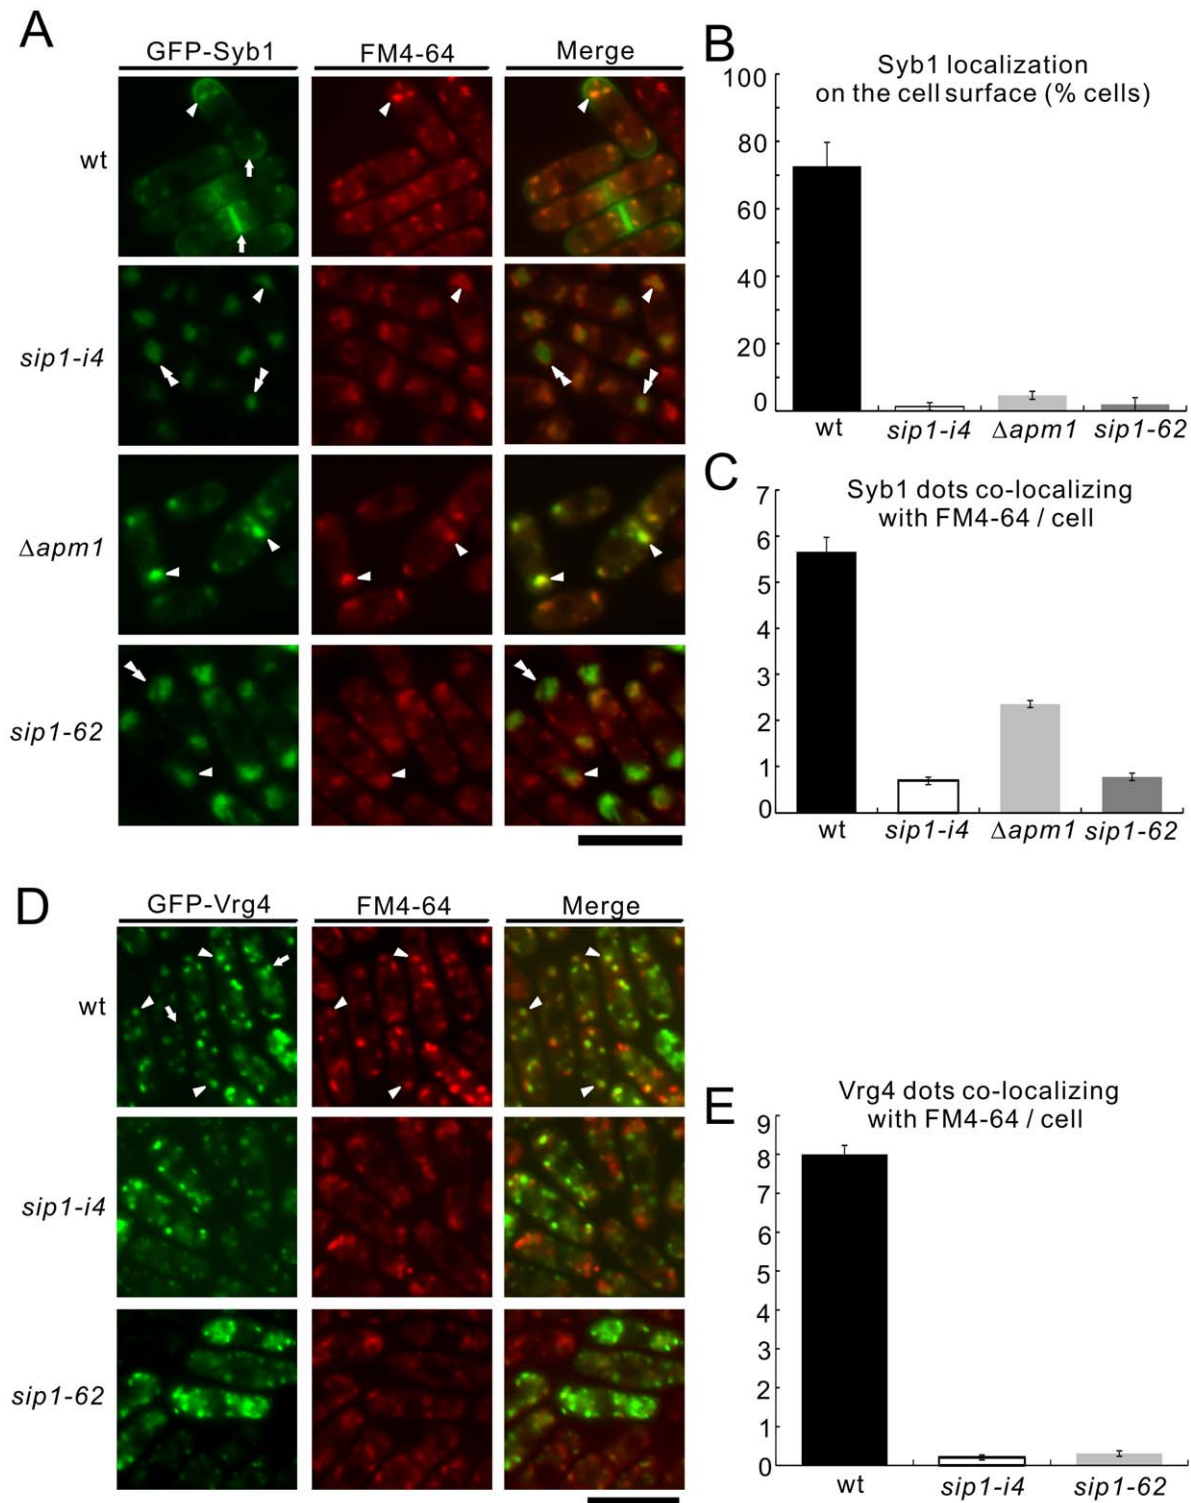 A
GFP-Syb1 FM4-64 Merge
wt
sip1-i4
Δapm1
sip1-62
B
Syb1 localization
on the cell surface (% cells)
100
80
60
40
20
0
wt sip1-i4 Δapm1 sip1-62
C
Syb1 dots co-localizing
with FM4-64 / cell
7
6
5
4
3
2
1
0
wt sip1-i4 Δapm1 sip1-62
D
GFP-Vrg4 FM4-64 Merge
wt
sip1-i4
sip1-62
E
Vrg4 dots co-localizing
with FM4-64 / cell
9
8
7
6
5
4
3
2
1
0
wt sip1-i4 sip1-62